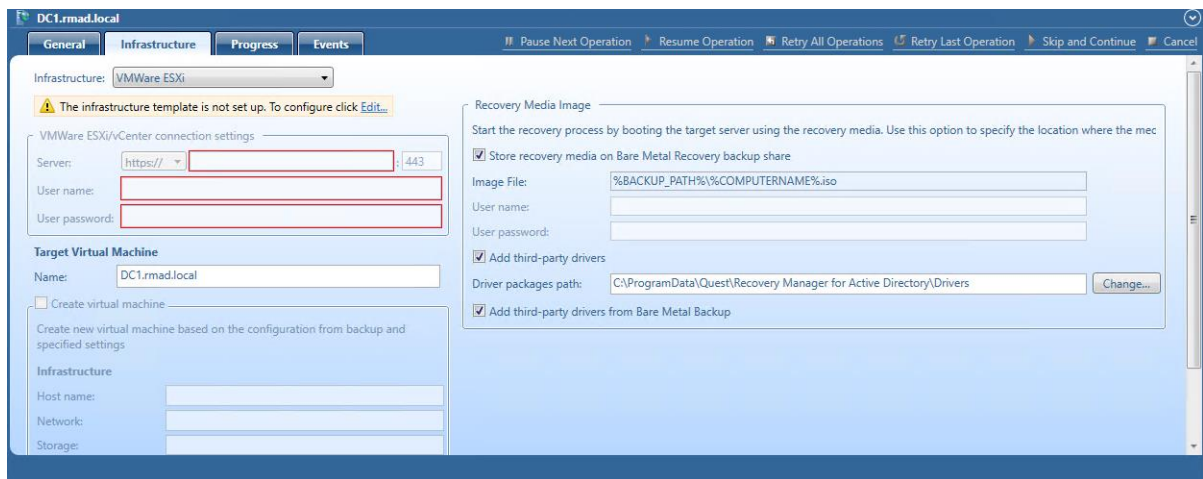 DC1.rmad.local
General Infrastructure Progress Events Pause Next Operation Resume Operation Retry All Operations Retry Last Operation Skip and Continue Cancel
Infrastructure: VMWare ESXi
The infrastructure template is not set up. To configure click Edit...
VMWare ESXi/vCenter connection settings
Server: https:// : 443
User name:
User password:
Target Virtual Machine
Name: DC1.rmad.local
Create virtual machine
Create new virtual machine based on the configuration from backup and
specified settings
Infrastructure
Host name:
Network:
Storage:
Recovery Media Image
Start the recovery process by booting the target server using the recovery media. Use this option to specify the location where the mec
Store recovery media on Bare Metal Recovery backup share
Image File: %BACKUP_PATH%\%COMPUTERNAME%.iso
User name:
User password:
Add third-party drivers
Driver packages path: C:\ProgramData\Quest\Recovery Manager for Active Directory\Drivers Change...
Add third-party drivers from Bare Metal Backup